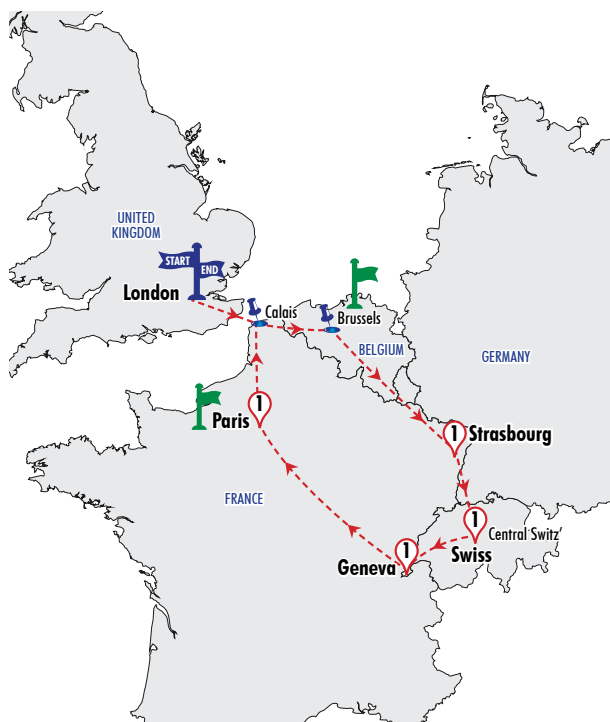 UNITED
KINGDOM
START
END
London
Calais
Brussels
BELGIUM
GERMANY
Paris
1
1
Strasbourg
FRANCE
1
Central Switz'
Swiss
1
Geneva